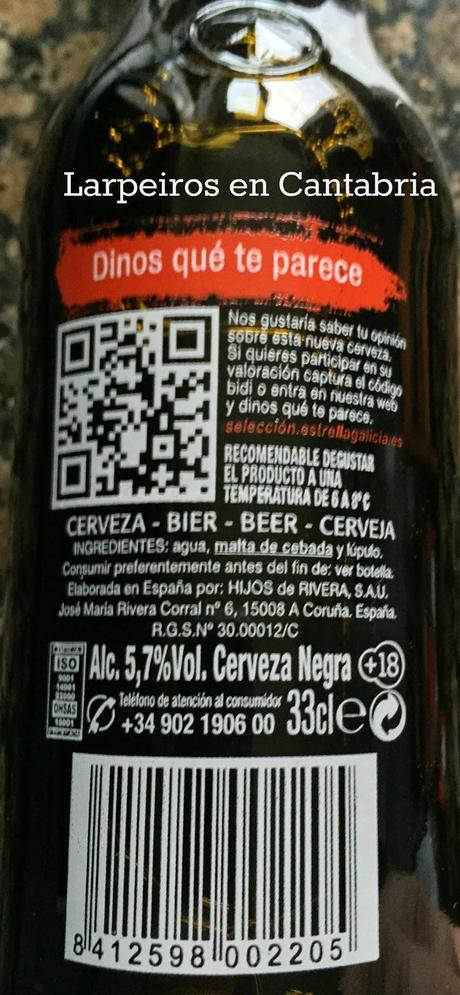 Larpeiros en Cantabria
Dinos qué te parece
Nos gustaría saber tu opinión
sobre esta nueva cerveza.
Si quieres participar en su
valoración captura el código
bidi o entra en nuestra web
y dinos qué te parece.
selección.estrellagalicia.es
RECOMENDABLE DEGUSTAR
EL PRODUCTO A UNA
TEMPERATURA DE 6 A 8ºC
CERVEZA - BIER - BEER - CERVEJA
INGREDIENTES: agua, malta de cebada y lúpulo.
Consumir preferentemente antes del fin de: ver botella.
Elaborada en España por: HIJOS de RIVERA, S.A.U.
José María Rivera Corral nº 6, 15008 A Coruña. España.
R.G.S.Nº 30.00012/C
ISO
9001
14001
22000
OHSAS
18001
Alc. 5,7%Vol. Cerveza Negra +18
Teléfono de atención al consumidor
+34 902 1906 00
33cl e
8 412598 002205